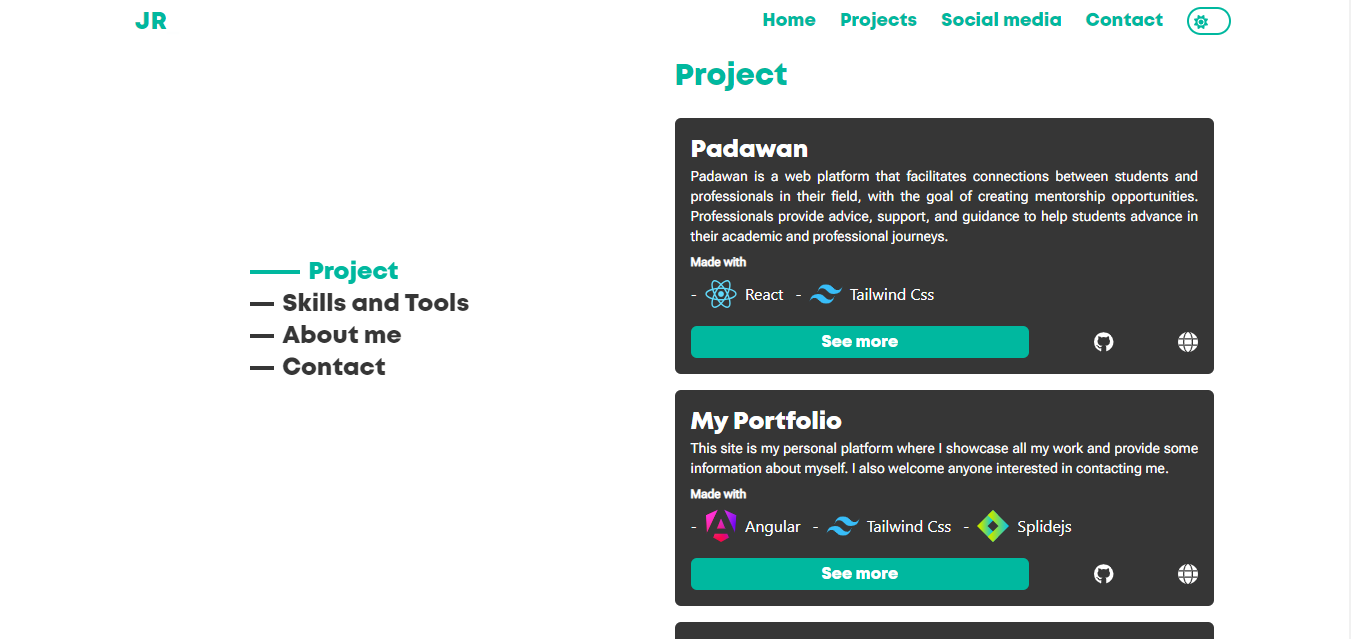 JR
Home Projects Social media Contact
Project
Project
Skills and Tools
About me
Contact
Padawan
Padawan is a web platform that facilitates connections between students and
professionals in their field, with the goal of creating mentorship opportunities.
Professionals provide advice, support, and guidance to help students advance in
their academic and professional journeys.
Made with
- React - Tailwind Css
See more
My Portfolio
This site is my personal platform where I showcase all my work and provide some
information about myself. I also welcome anyone interested in contacting me.
Made with
- Angular - Tailwind Css - Splidejs
See more